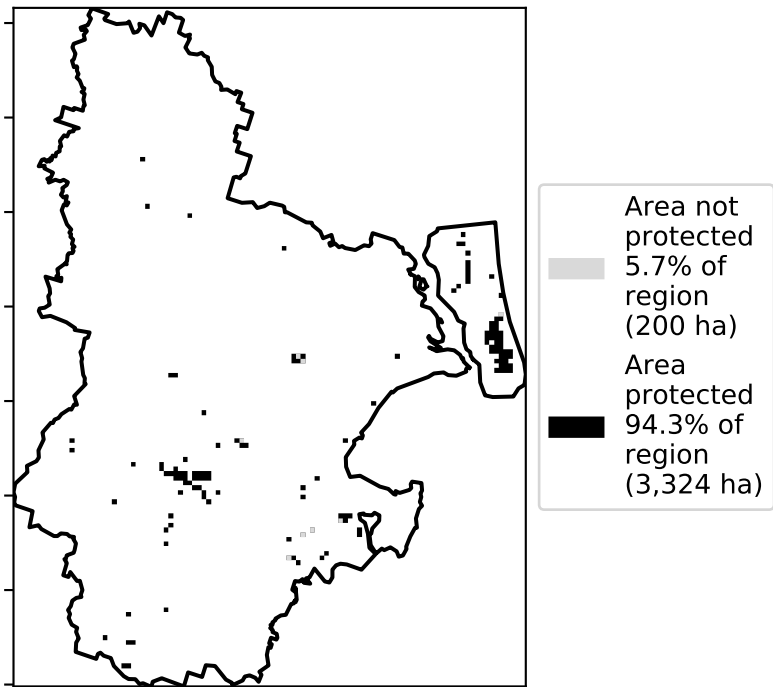 Area not
protected
5.7% of
region
(200 ha)
Area
protected
94.3% of
region
(3,324 ha)